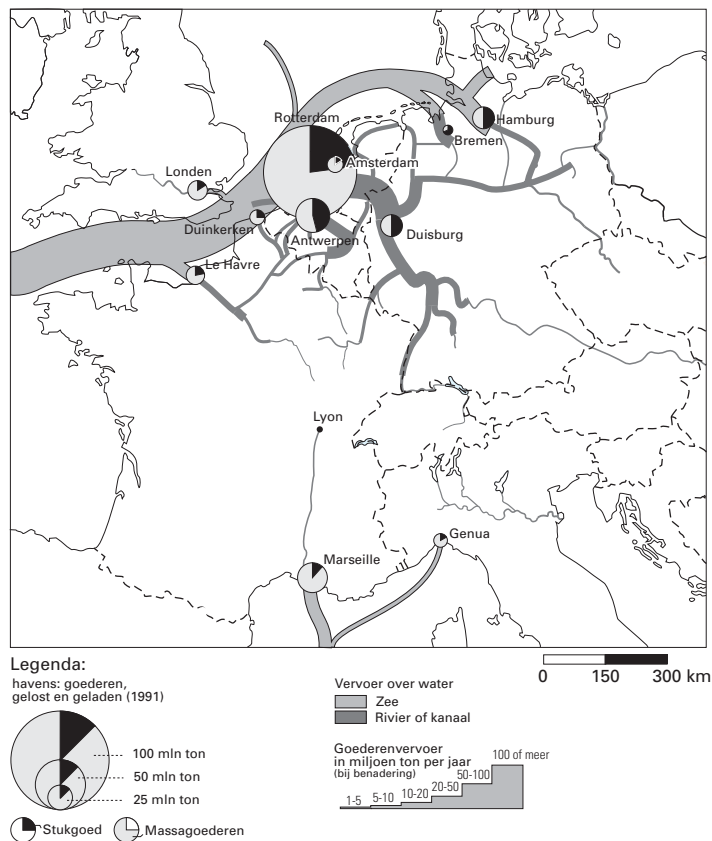 Rotterdam
Hamburg
Bremen
Amsterdam
Londen
Duinkerken
Antwerpen
Duisburg
Le Havre
Lyon
Genua
Marseille
Legenda:
havens: goederen,
gelost en geladen (1991)
100 mln ton
50 mln ton
25 mln ton
Stukgoed
Massagoederen
0 150 300 km
Vervoer over water
Zee
Rivier of kanaal
Goederenvervoer
in miljoen ton per jaar
(bij benadering)
1-5 5-10 10-20 20-50 50-100 100 of meer